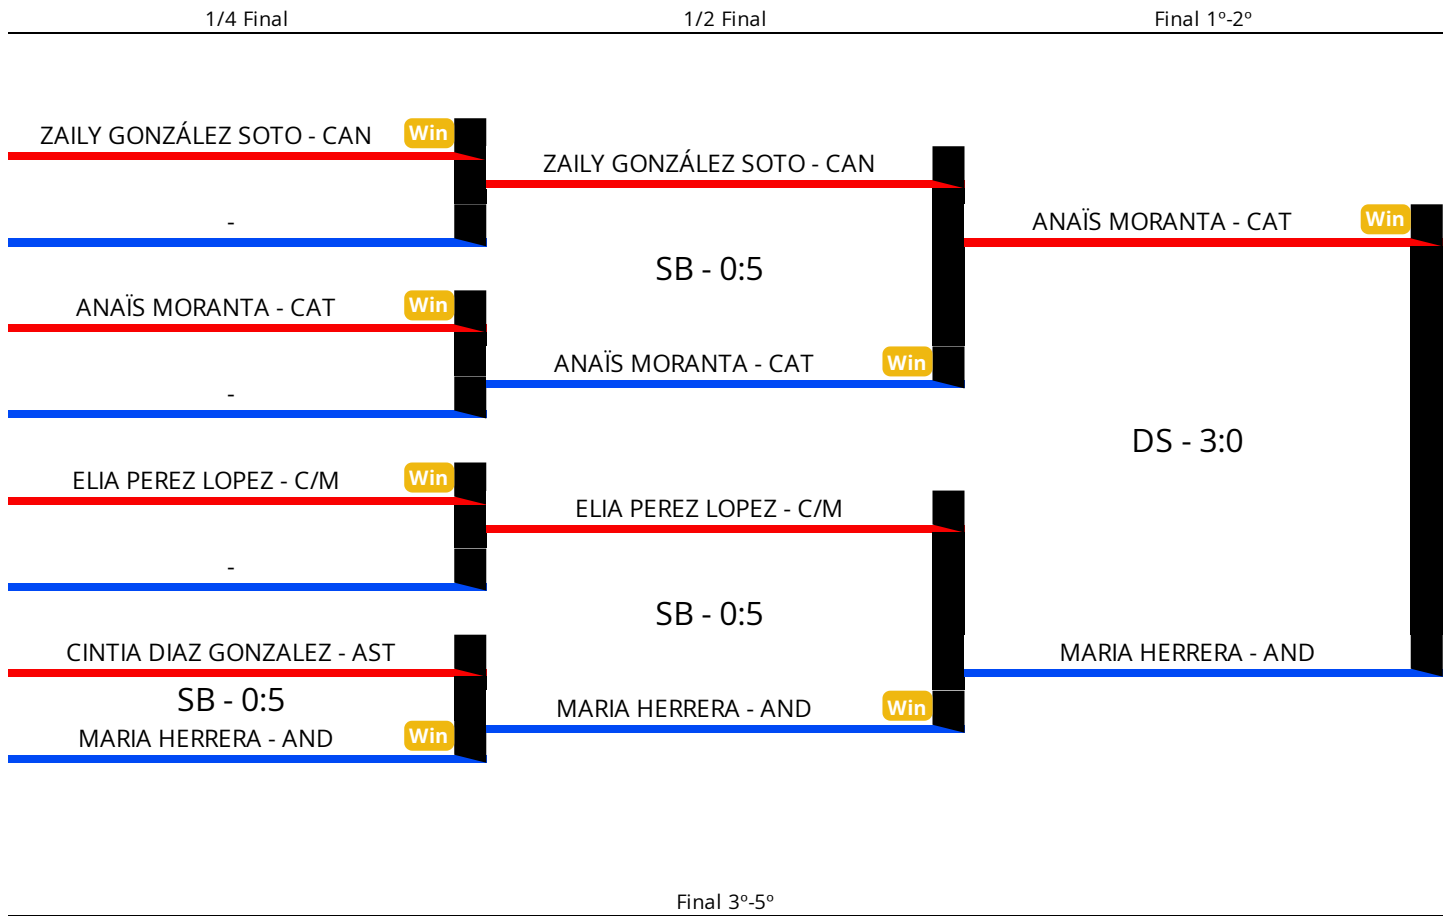 1/4 Final
1/2 Final
Final 1º-2º
ZAILY GONZÁLEZ SOTO - CAN
Win
-
ANAÏS MORANTA - CAT
Win
-
ELIA PEREZ LOPEZ - C/M
Win
-
CINTIA DIAZ GONZALEZ - AST
SB - 0:5
MARIA HERRERA - AND
Win
ZAILY GONZÁLEZ SOTO - CAN
SB - 0:5
ANAÏS MORANTA - CAT
Win
ELIA PEREZ LOPEZ - C/M
SB - 0:5
MARIA HERRERA - AND
Win
ANAÏS MORANTA - CAT
Win
DS - 3:0
MARIA HERRERA - AND
Final 3º-5º